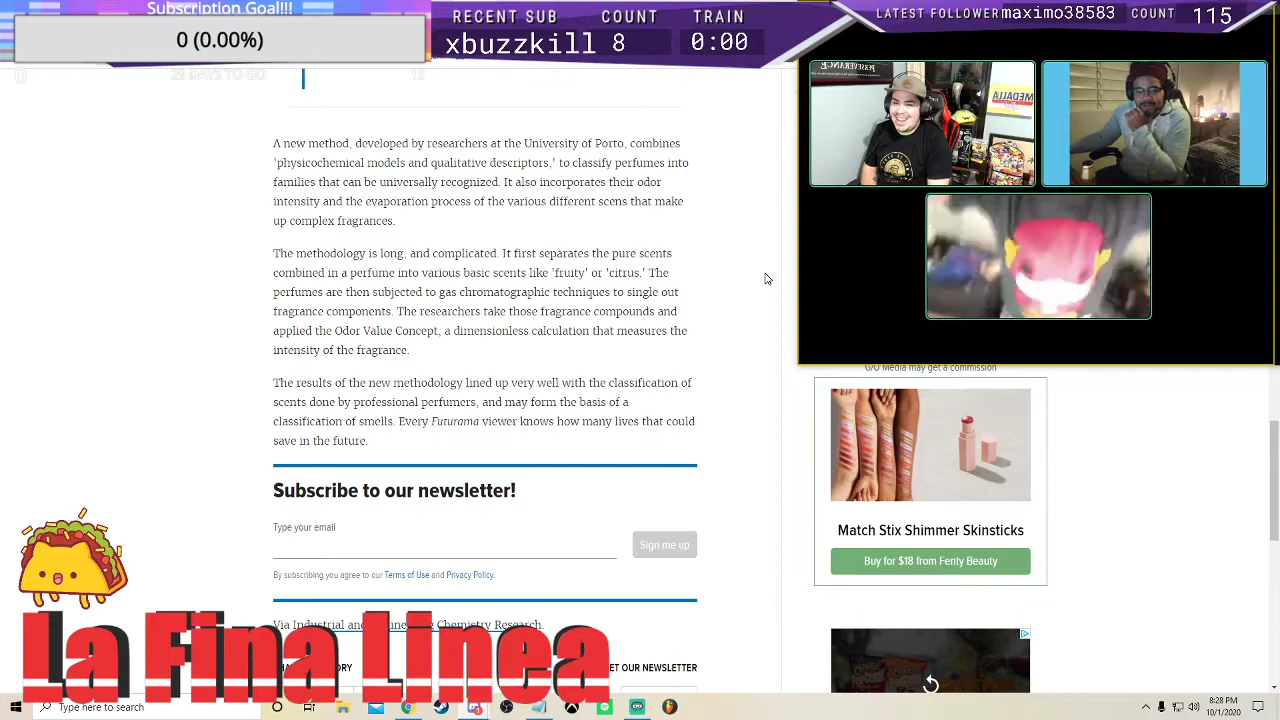 Subscription Goal!!!
0 (0.00%)
0
29 DAYS TO GO
RECENT SUB COUNT TRAIN
xbuzzkill 8 0:00
LATEST FOLLOWER maximo38583 COUNT 115
PERSEVERANCE
MEDALLA
A new method, developed by researchers at the University of Porto, combines
'physicochemical models and qualitative descriptors,' to classify perfumes into
families that can be universally recognized. It also incorporates their odor
intensity and the evaporation process of the various different scens that make
up complex fragrances.
The methodology is long, and complicated. It first separates the pure scents
combined in a perfume into various basic scents like 'fruity' or 'citrus.' The
perfumes are then subjected to gas chromatographic techniques to single out
fragrance components. The researchers take those fragrance compounds and
applied the Odor Value Concept, a dimensionless calculation that measures the
intensity of the fragrance.
The results of the new methodology lined up very well with the classification of
scents done by professional perfumers, and may form the basis of a
classification of smells. Every Futurama viewer knows how many lives that could
save in the future.
Subscribe to our newsletter!
Type your email
Sign me up
By subscribing you agree to our Terms of Use and Privacy Policy.
Via Industrial and Chemistry Research.
ORY
ET OUR NEWSLETTER
G/O Media may get a commission
Match Stix Shimmer Skinsticks
Buy for $18 from Fenty Beauty
La Fina Linea
Type here to search
8:28 PM
10/1/2020